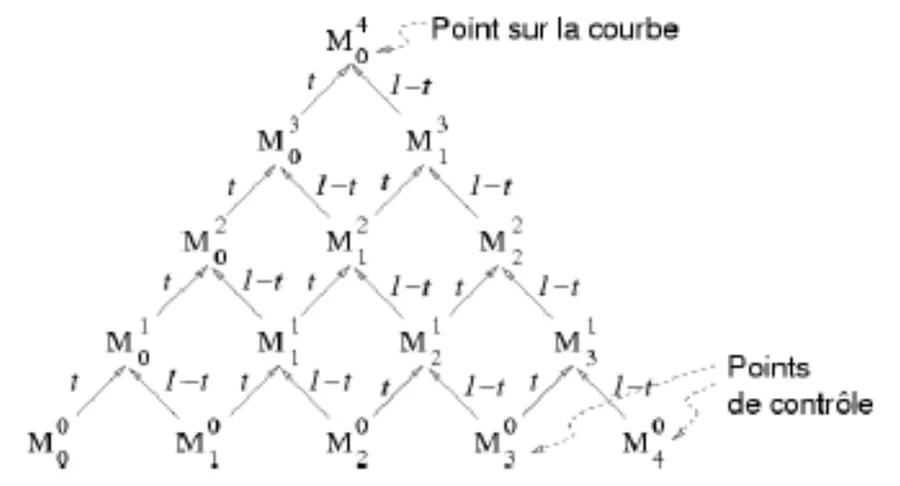 M₀⁴ Point sur la courbe
t 1−t
M₀³ M₁³
t 1−t t 1−t
M₀² M₁² M₂²
t 1−t t 1−t t 1−t
M₀¹ M₁¹ M₂¹ M₃¹
t 1−t t 1−t t 1−t t 1−t
Points
de contrôle
M₀⁰ M₁⁰ M₂⁰ M₃⁰ M₄⁰